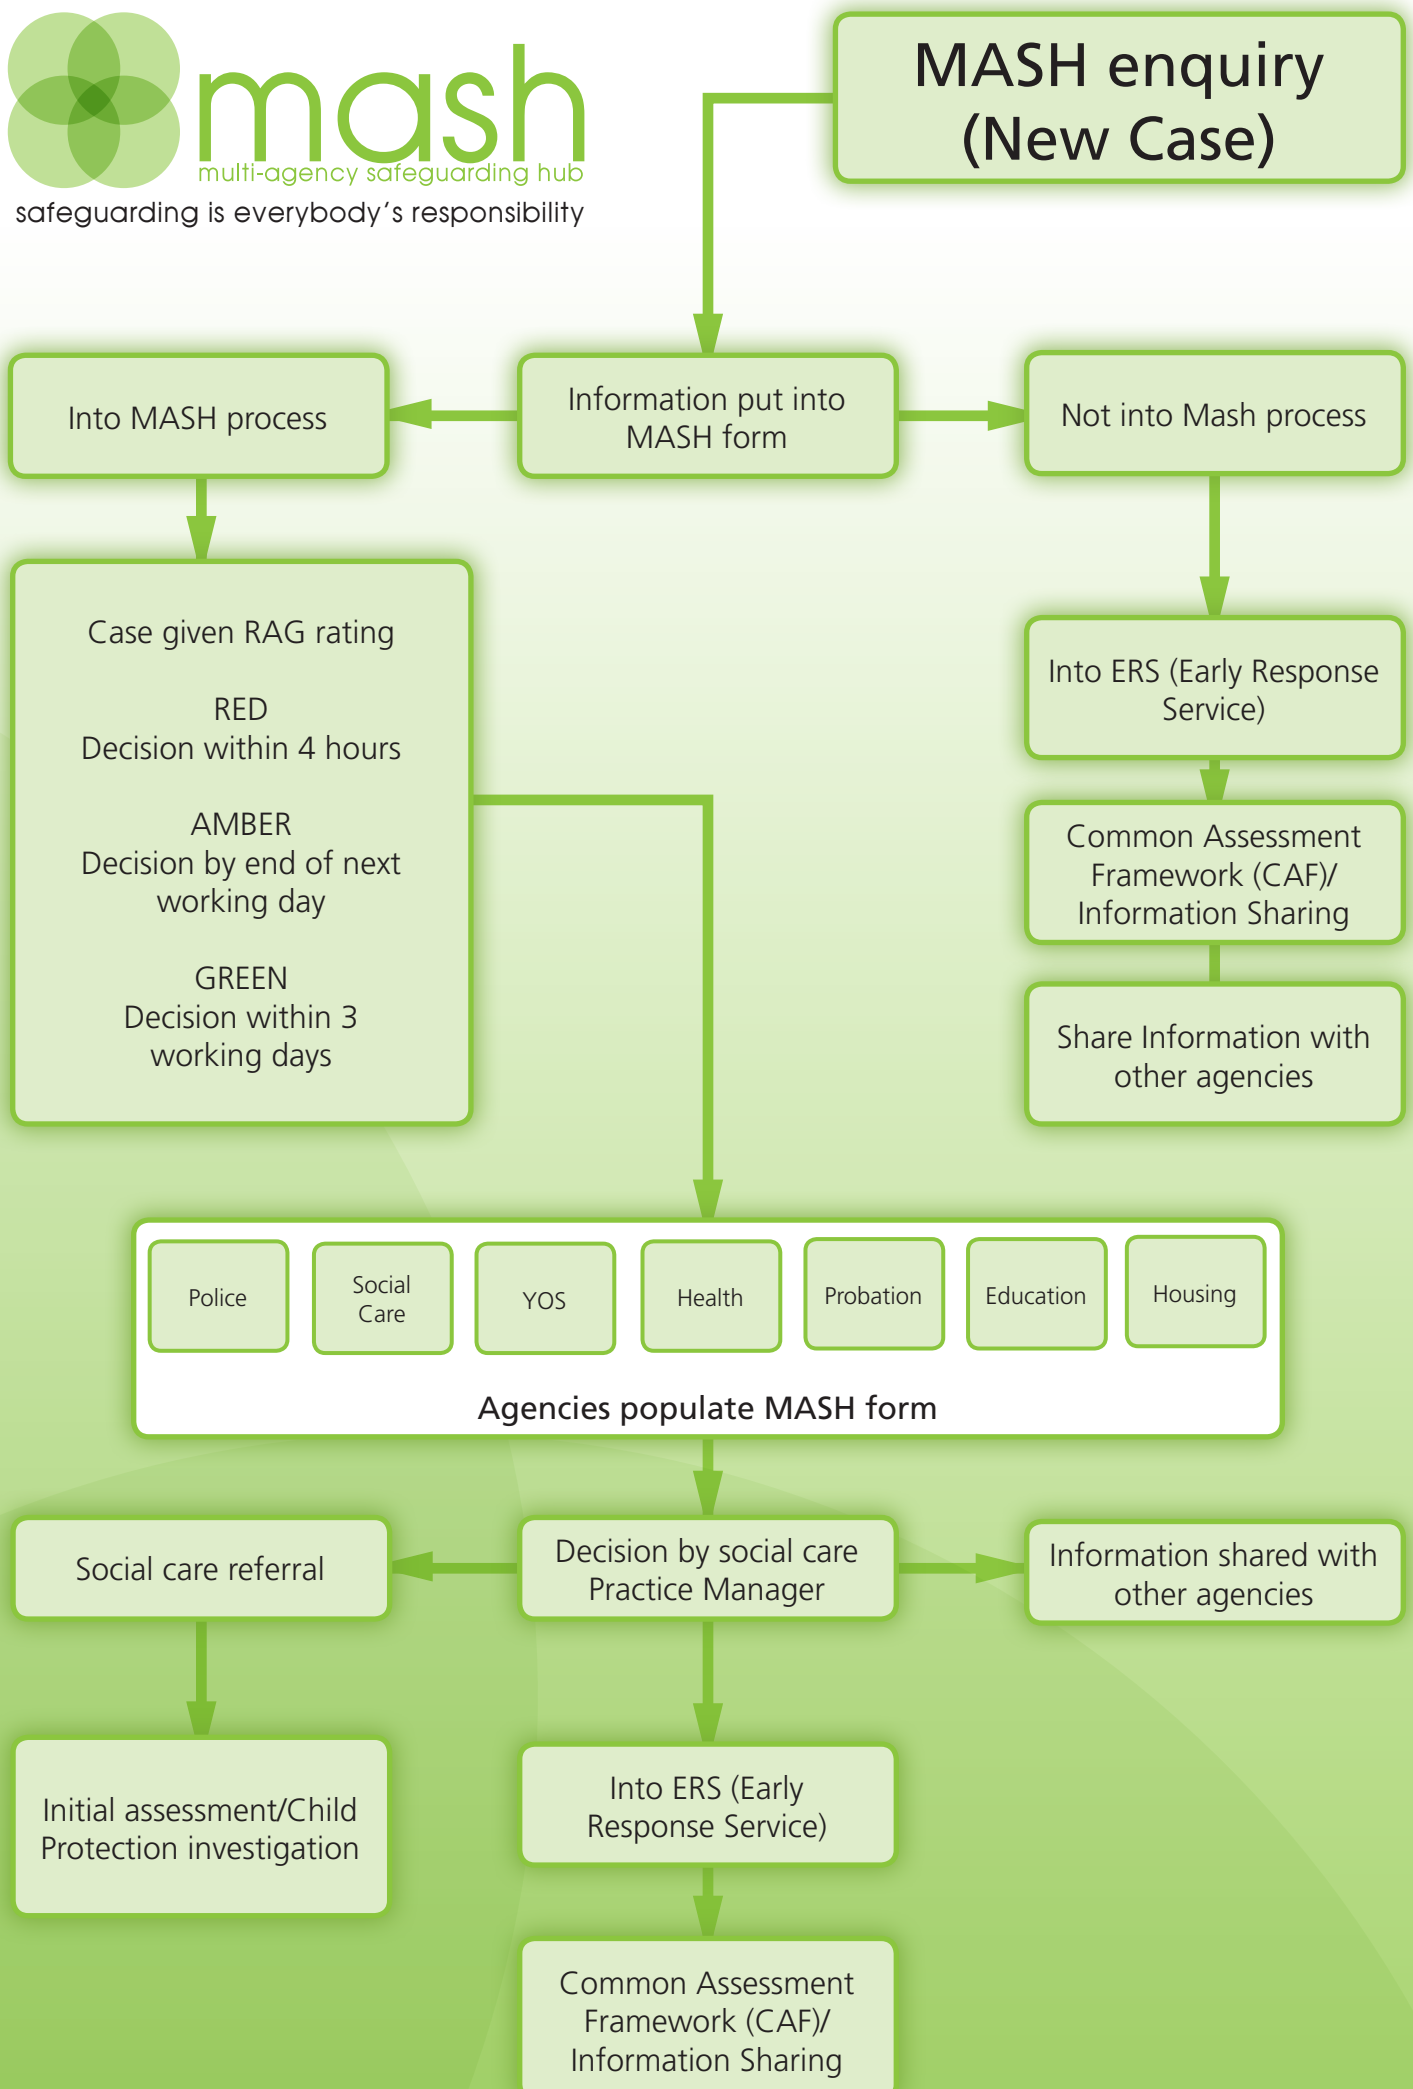 mash
multi-agency safeguarding hub
safeguarding is everybody's responsibility
MASH enquiry
(New Case)
Into MASH process
Information put into
MASH form
Not into Mash process
Case given RAG rating
RED
Decision within 4 hours
AMBER
Decision by end of next
working day
GREEN
Decision within 3
working days
Into ERS (Early Response
Service)
Common Assessment
Framework (CAF)/
Information Sharing
Share Information with
other agencies
Police
Social
Care
YOS
Health
Probation
Education
Housing
Agencies populate MASH form
Social care referral
Decision by social care
Practice Manager
Information shared with
other agencies
Initial assessment/Child
Protection investigation
Into ERS (Early
Response Service)
Common Assessment
Framework (CAF)/
Information Sharing